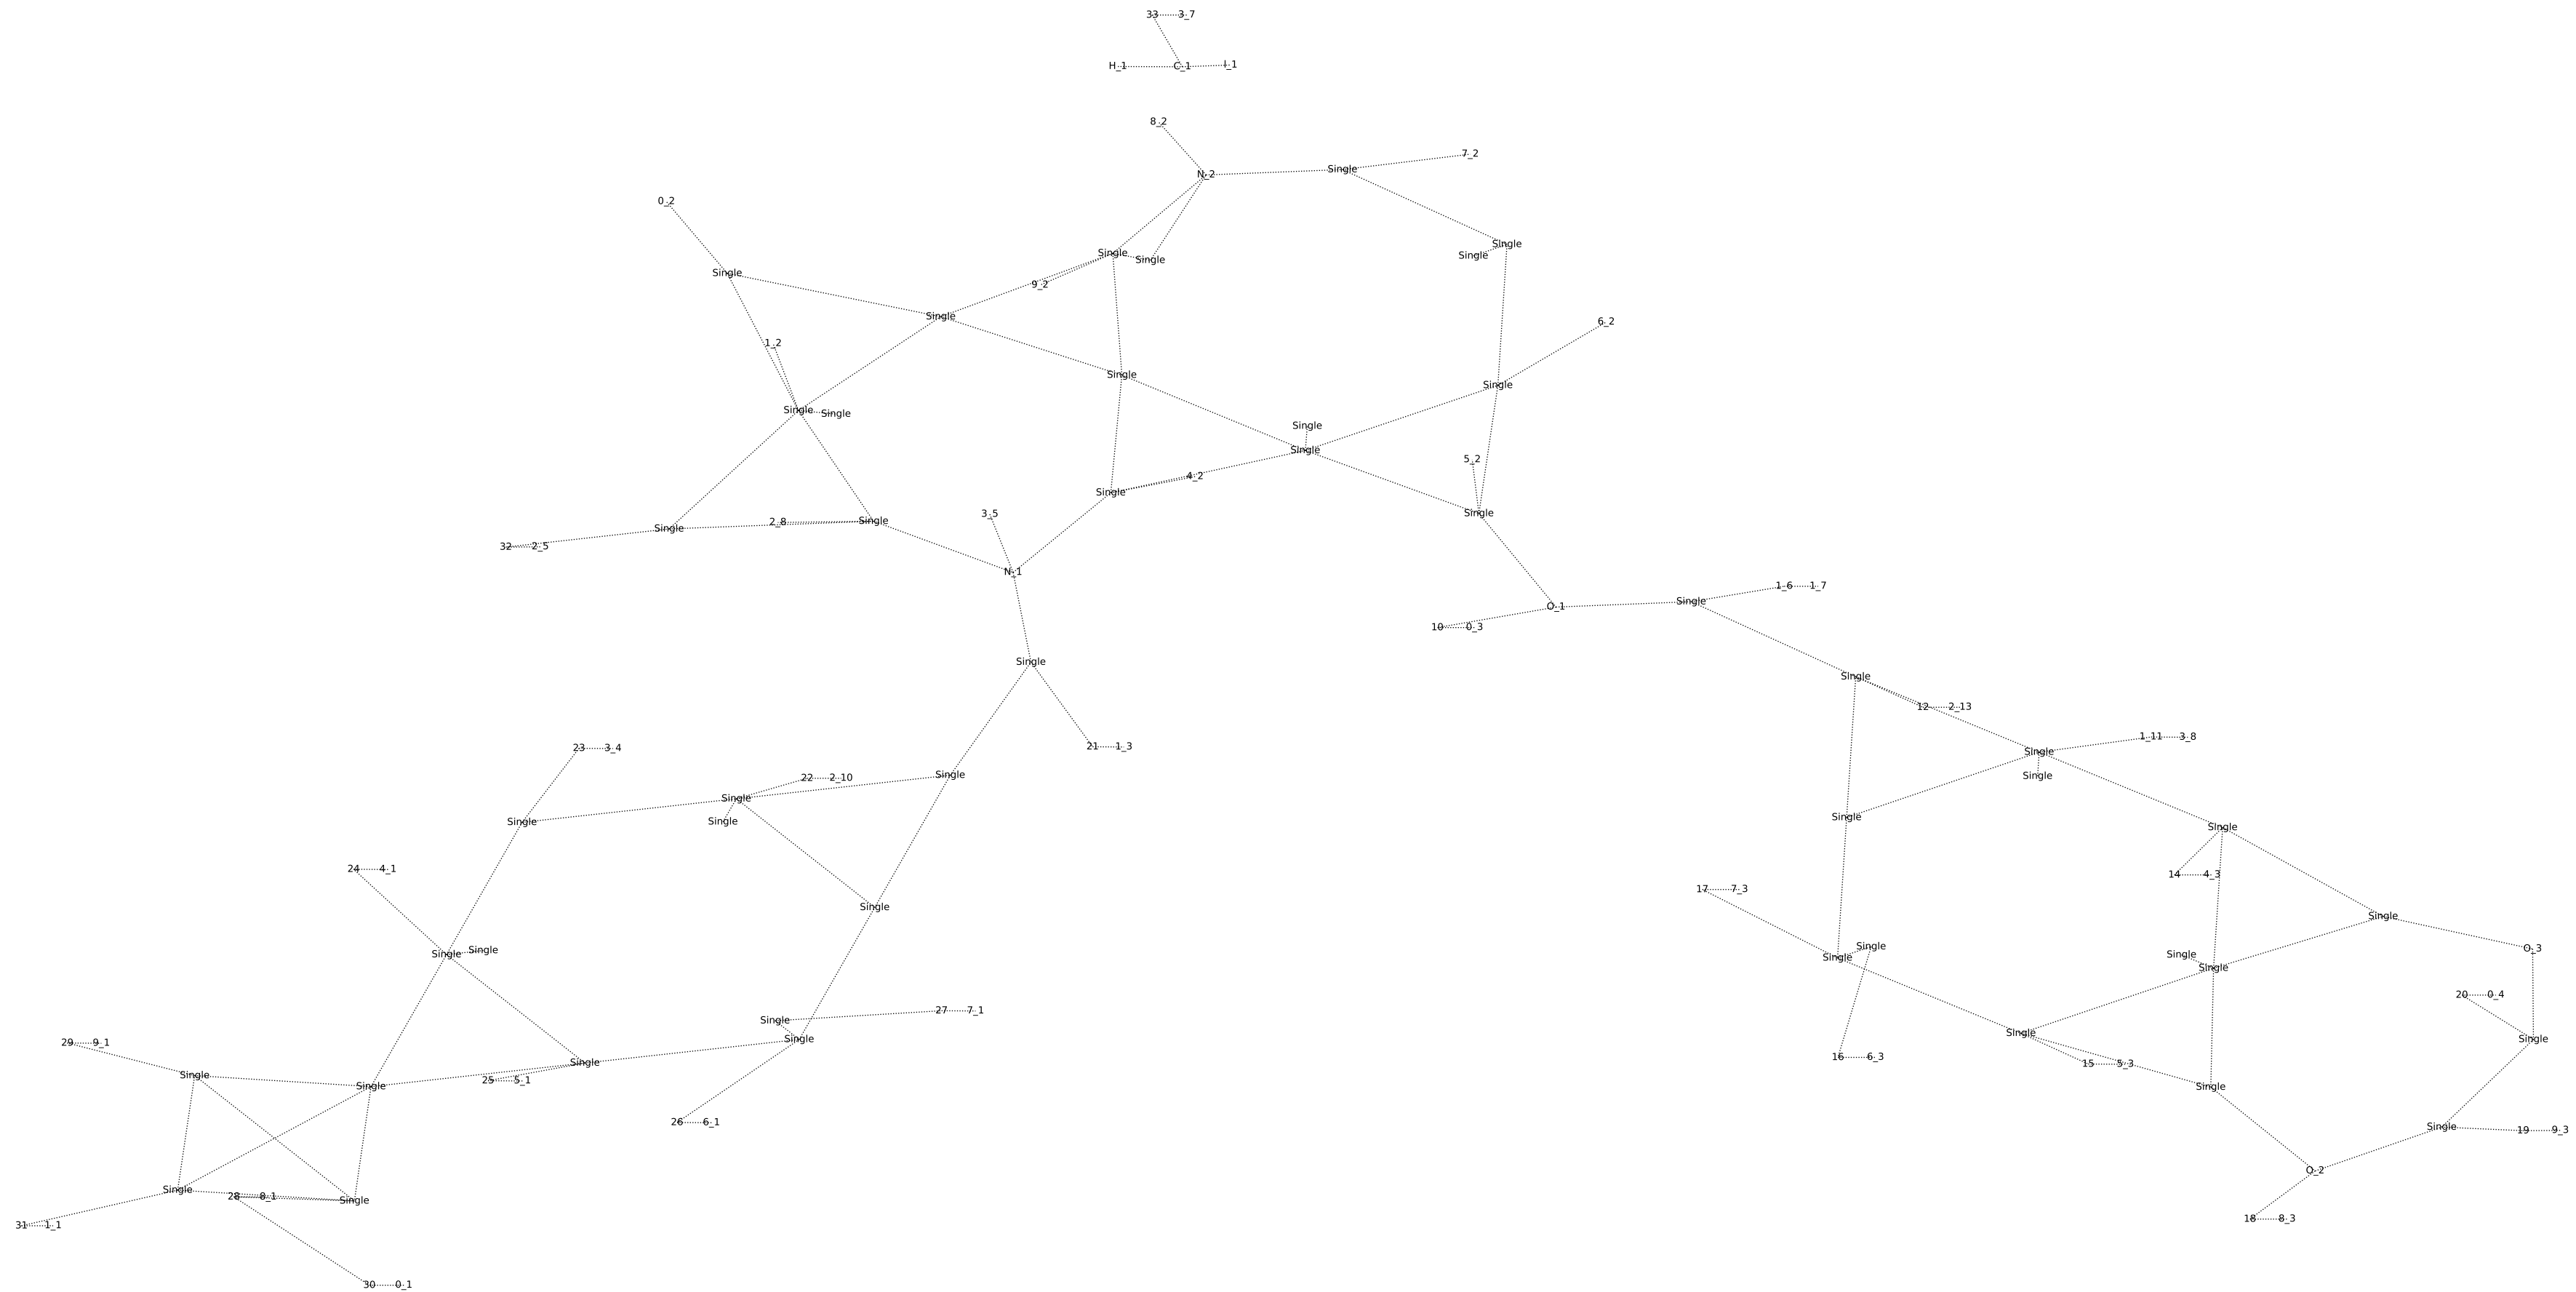 33 3_7
H_1 C_1 I_1
8_2
7_2
N_2 Single
0_2
Single
Single Single
Single
Single
9_2
Single
Single
6_2
1_2
Single
Single
Single Single
Single
Single
5_2
4_2
Single
Single
3_5
2_8 Single
Single
32 2_5
N_1
1_6 1_7
Single
O_1
10 0_3
Single
Single
12 2_13
1_11 3_8
21 1_3
23 3_4
Single
Single
Single
22 2_10
Single
Single
Single
Single
Single
24 4_1
14 4_3
17 7_3
Single
Single
Single
O_3
Single
Single
Single
Single
Single
Single
20 0_4
27 7_1
Single
Single
Single
Single
29 9_1
Single
16 6_3
15 5_3
Single
Single
25 5_1
Single
Single
26 6_1
Single
19 9_3
O_2
Single
28 8_1
Single
18 8_3
31 1_1
30 0_1